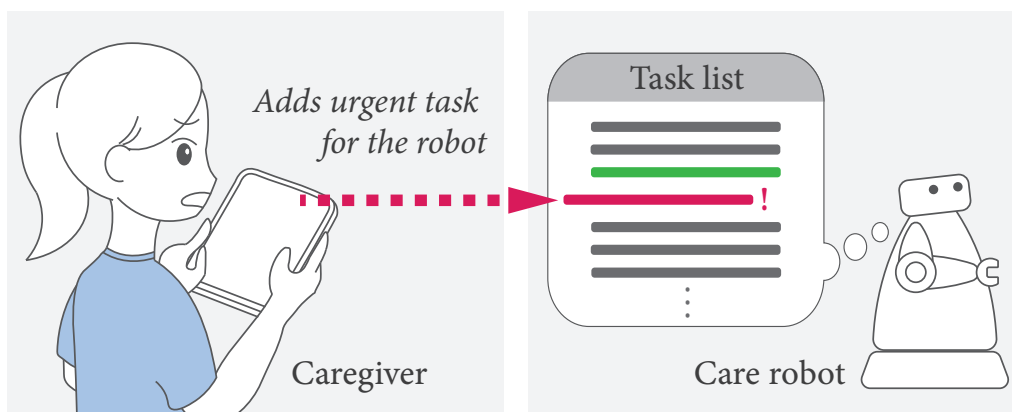 Adds urgent task
for the robot
Caregiver
Task list
!
Care robot